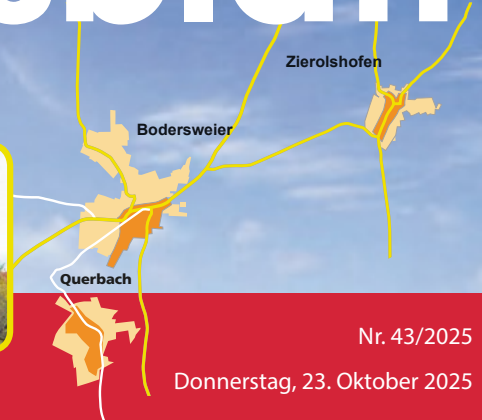 Zierolshofen
Bodersweier
Querbach
Nr. 43/2025
Donnerstag, 23. Oktober 2025